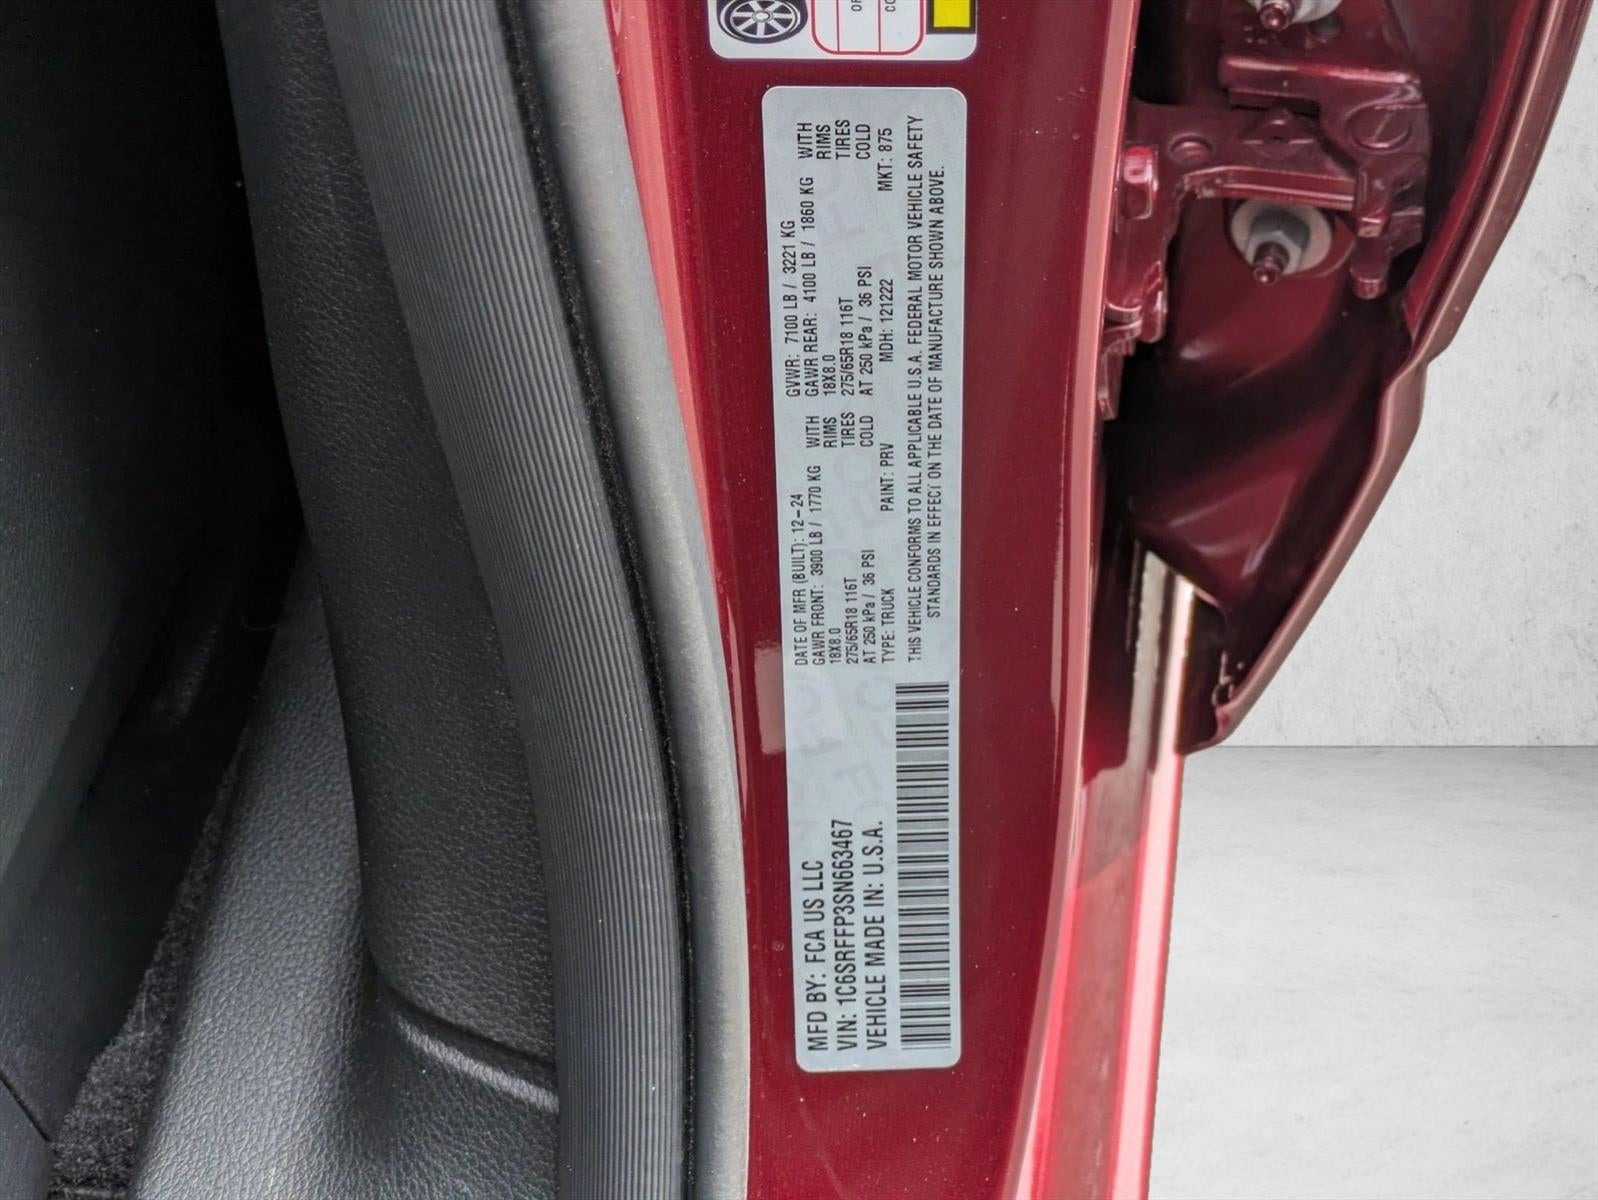 OF
CO
MFD BY: FCA US LLC
VIN: 1C6SRFFP3SN663467
VEHICLE MADE IN: U.S.A.
DATE OF MFR (BUILT): 12-24 GVWR: 7100 LB / 3221 KG
GAWR FRONT: 3900 LB / 1770 KG WITH GAWR REAR: 4100 LB / 1860 KG WITH
18X8.0 RIMS 18X8.0 RIMS
275/65R18 116T TIRES 275/65R18 116T TIRES
AT 250 kPa / 36 PSI COLD AT 250 kPa / 36 PSI COLD
TYPE: TRUCK PAINT: PRV MDH: 121222 MKT: 875
THIS VEHICLE CONFORMS TO ALL APPLICABLE U.S.A. FEDERAL MOTOR VEHICLE SAFETY
STANDARDS IN EFFECT ON THE DATE OF MANUFACTURE SHOWN ABOVE.